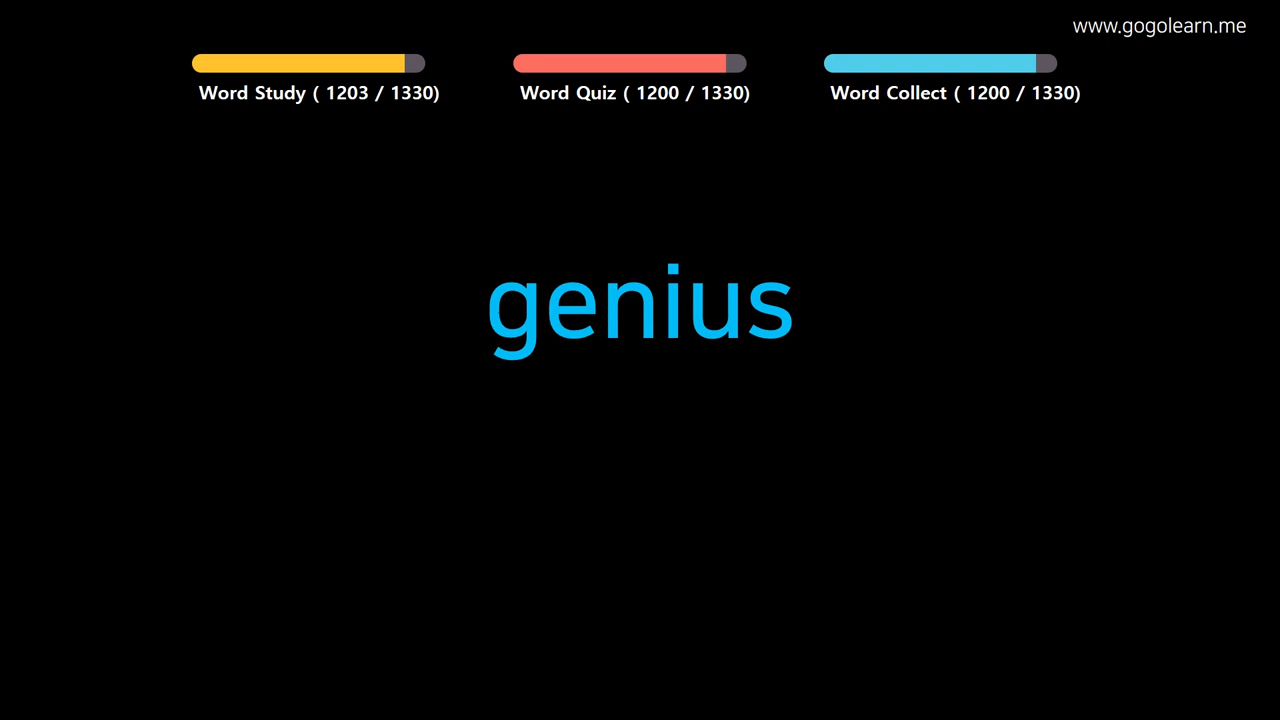 www.gogolearn.me
Word Study ( 1203 / 1330)
Word Quiz ( 1200 / 1330)
Word Collect ( 1200 / 1330)
genius